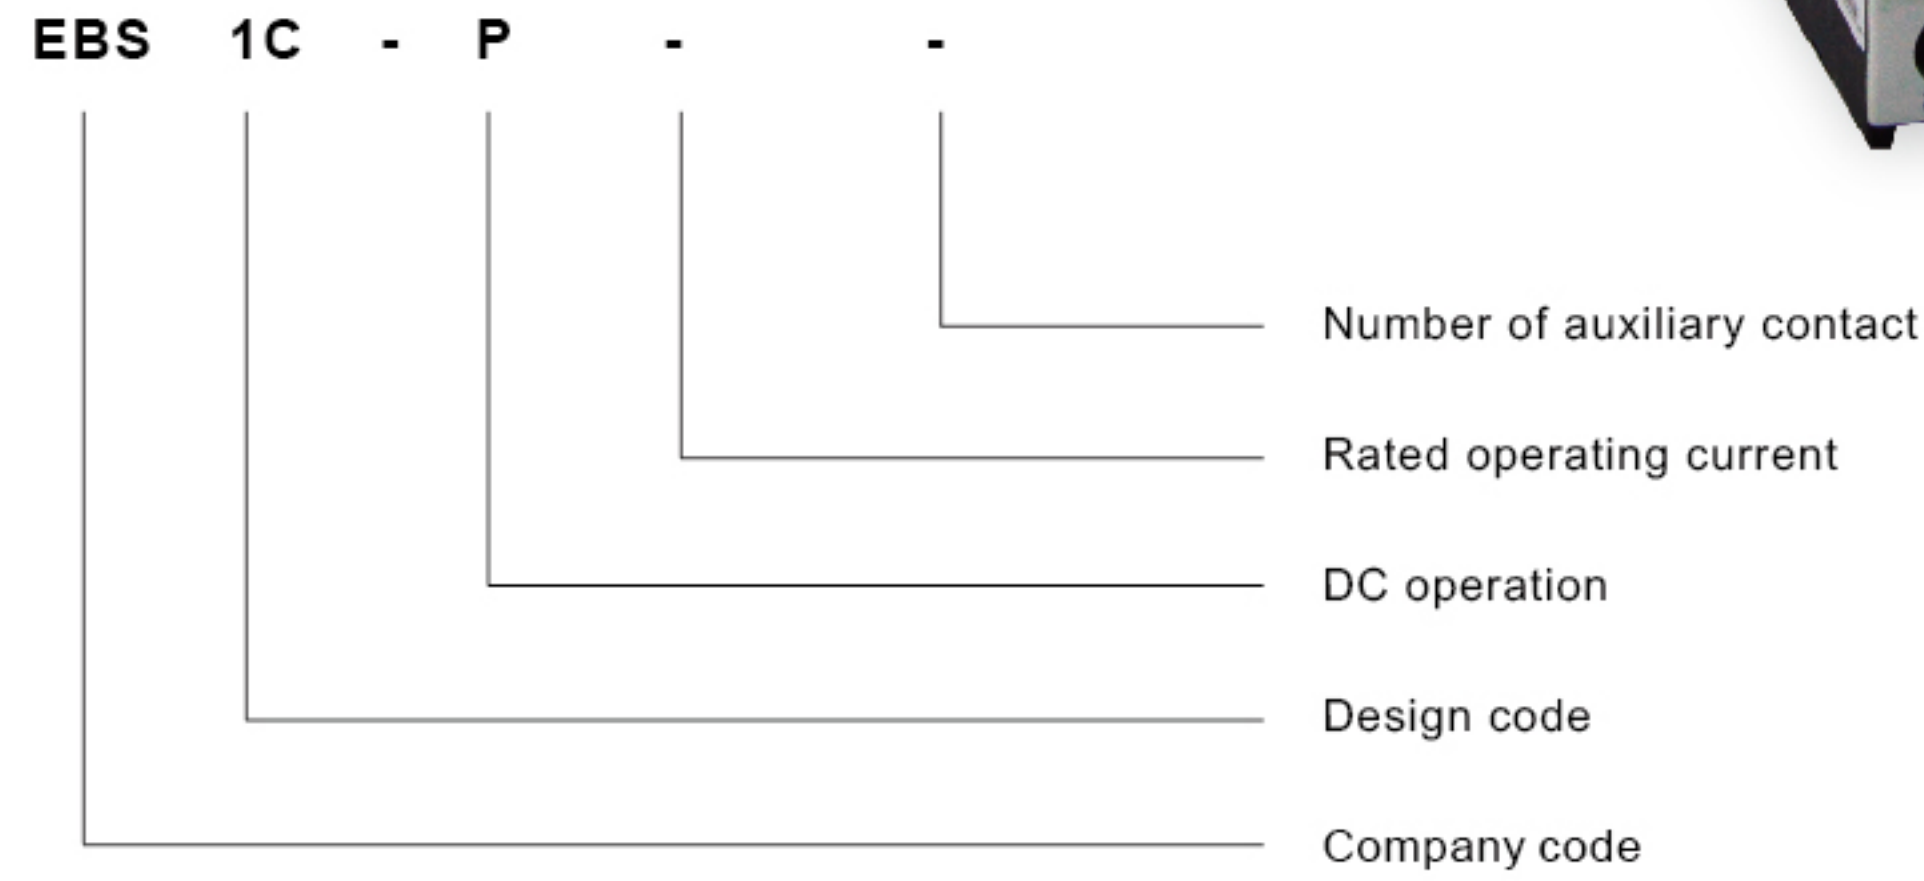 EBS 1C - P - -
Number of auxiliary contact
Rated operating current
DC operation
Design code
Company code